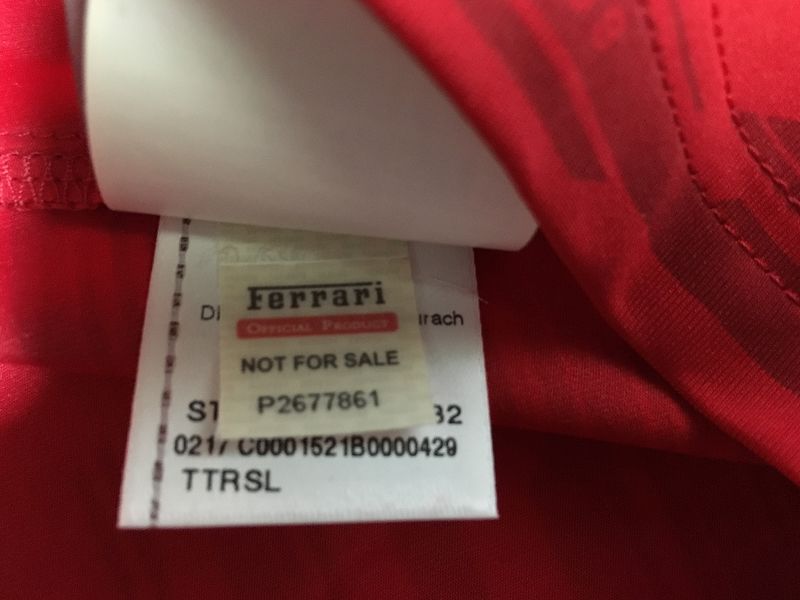 Ferrari
OFFICIAL PRODUCT
NOT FOR SALE
P2677861
0217 C0001521B0000429
TTRSL